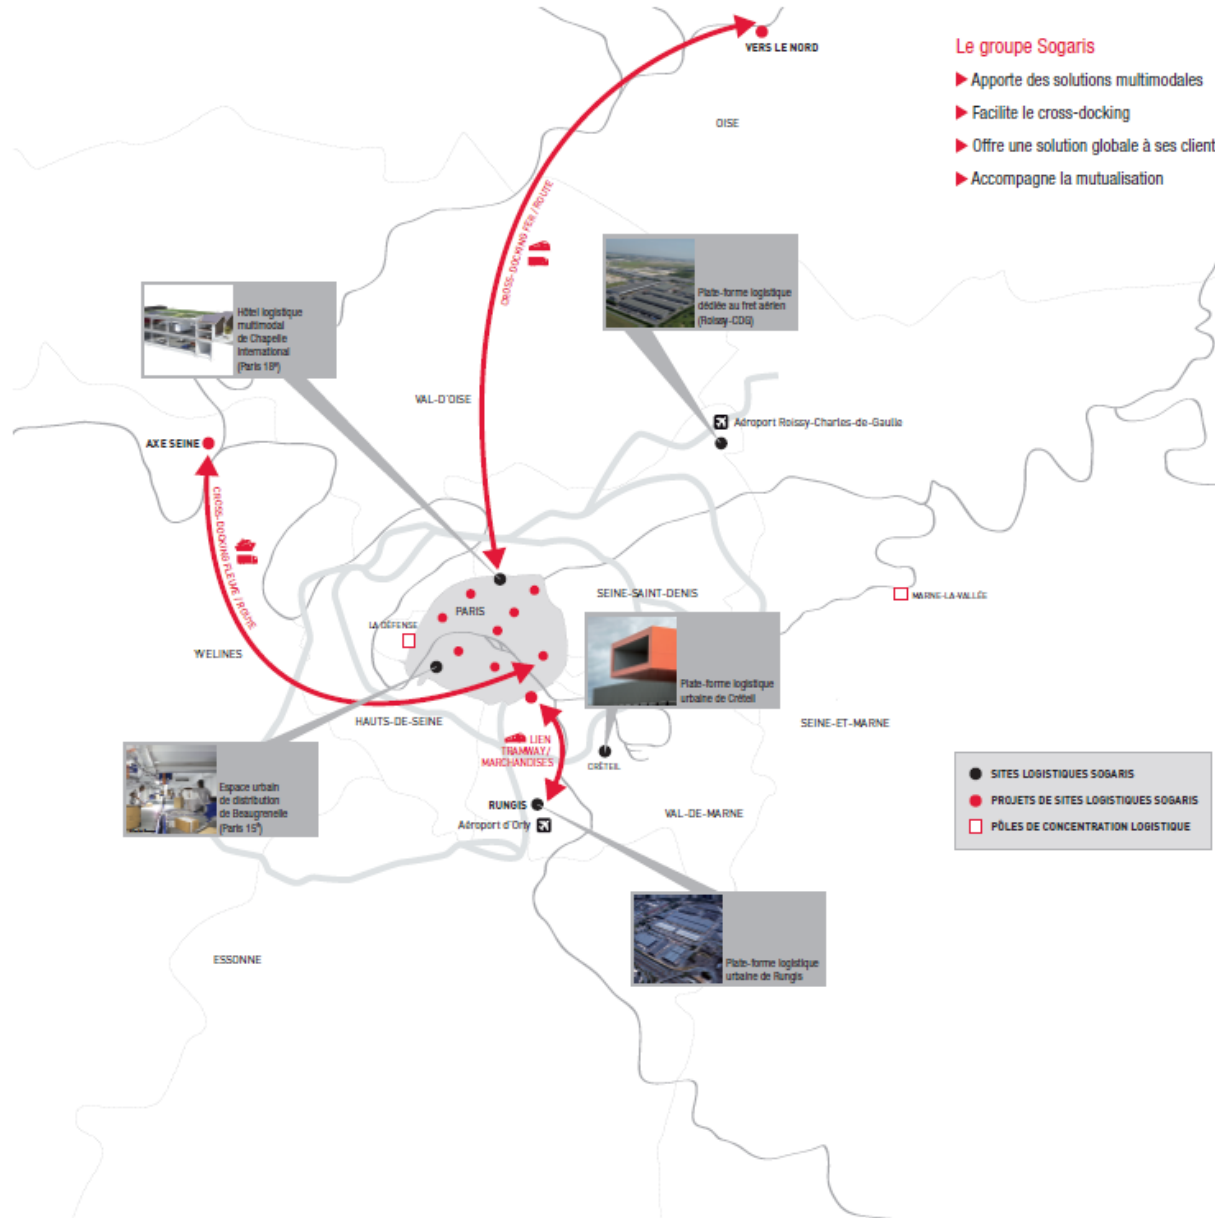 Le groupe Sogaris
Apporte des solutions multimodales
Facilite le cross-docking
Offre une solution globale à ses client
Accompagne la mutualisation
VERS LE NORD
OISE
CROSS-DOCKING FER / ROUTE
Plate-forme logistique
dédiée au fret aérien
(Roissy-CDG)
Hôtel logistique
multimodal
de Chapelle
International
(Paris 18e)
VAL-D'OISE
Aéroport Roissy-Charles-de-Gaulle
AXE SEINE
CROSS-DOCKING FLEUVE / ROUTE
SEINE-SAINT-DENIS
MARNE-LA-VALLÉE
PARIS
LA DÉFENSE
YVELINES
Plate-forme logistique
urbaine de Créteil
HAUTS-DE-SEINE
SEINE-ET-MARNE
LIEN
TRAMWAY/
MARCHANDISES
CRÉTEIL
Espace urbain
de distribution
de Beaugrenelle
(Paris 15e)
RUNGIS
Aéroport d'Orly
VAL-DE-MARNE
SITES LOGISTIQUES SOGARIS
PROJETS DE SITES LOGISTIQUES SOGARIS
PÔLES DE CONCENTRATION LOGISTIQUE
ESSONNE
Plate-forme logistique
urbaine de Rungis